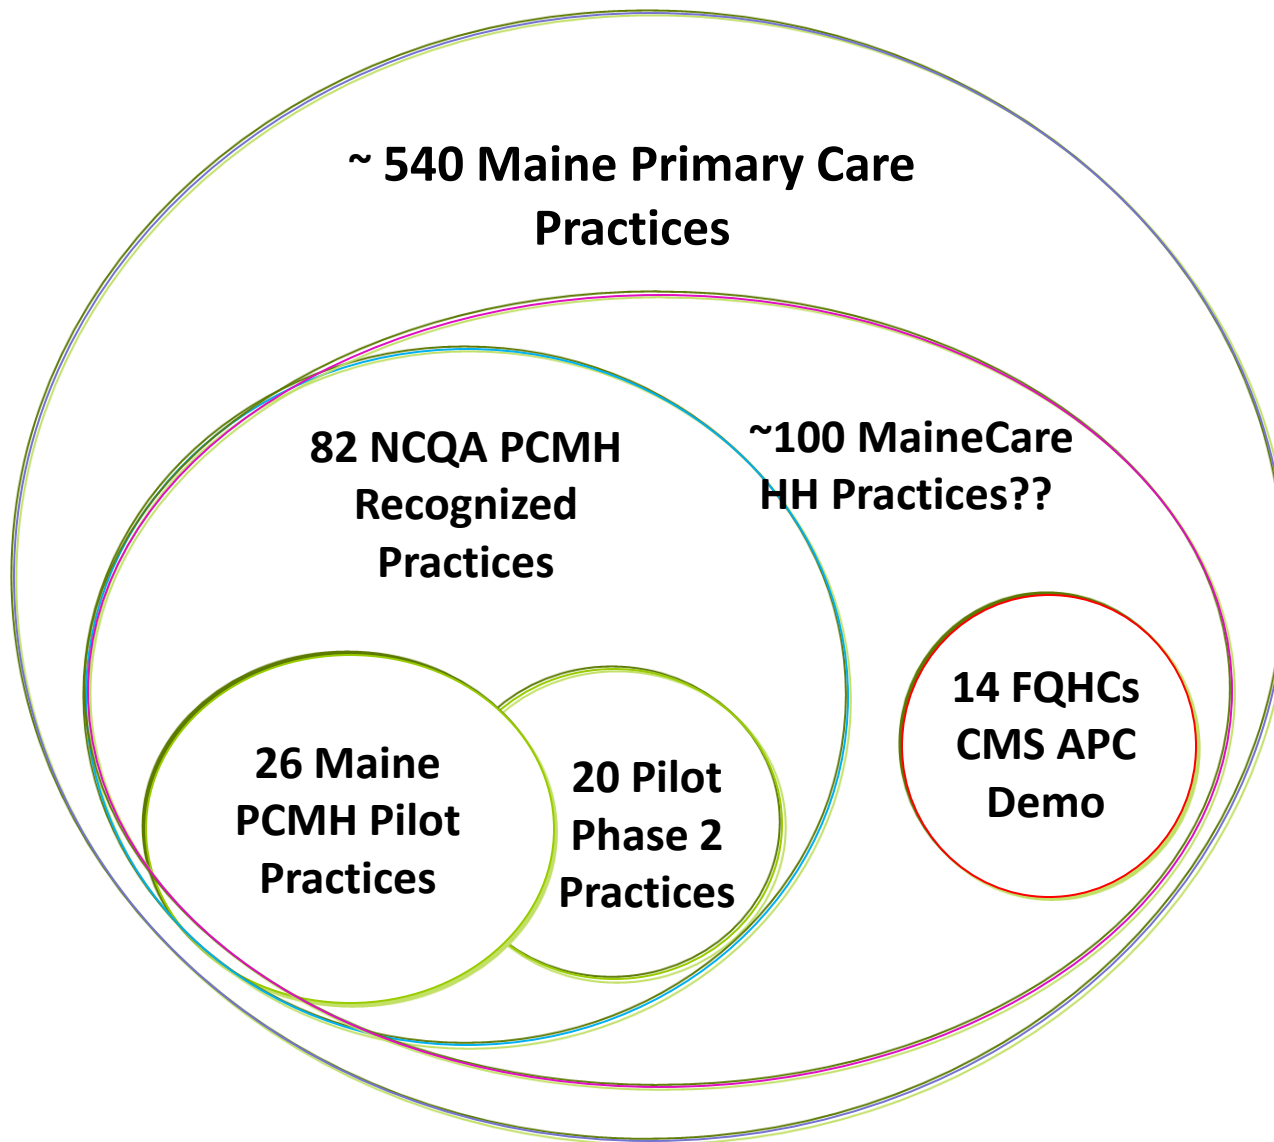 ~ 540 Maine Primary Care
Practices
82 NCQA PCMH
Recognized
Practices
~100 MaineCare
HH Practices??
26 Maine
PCMH Pilot
Practices
20 Pilot
Phase 2
Practices
14 FQHCs
CMS APC
Demo